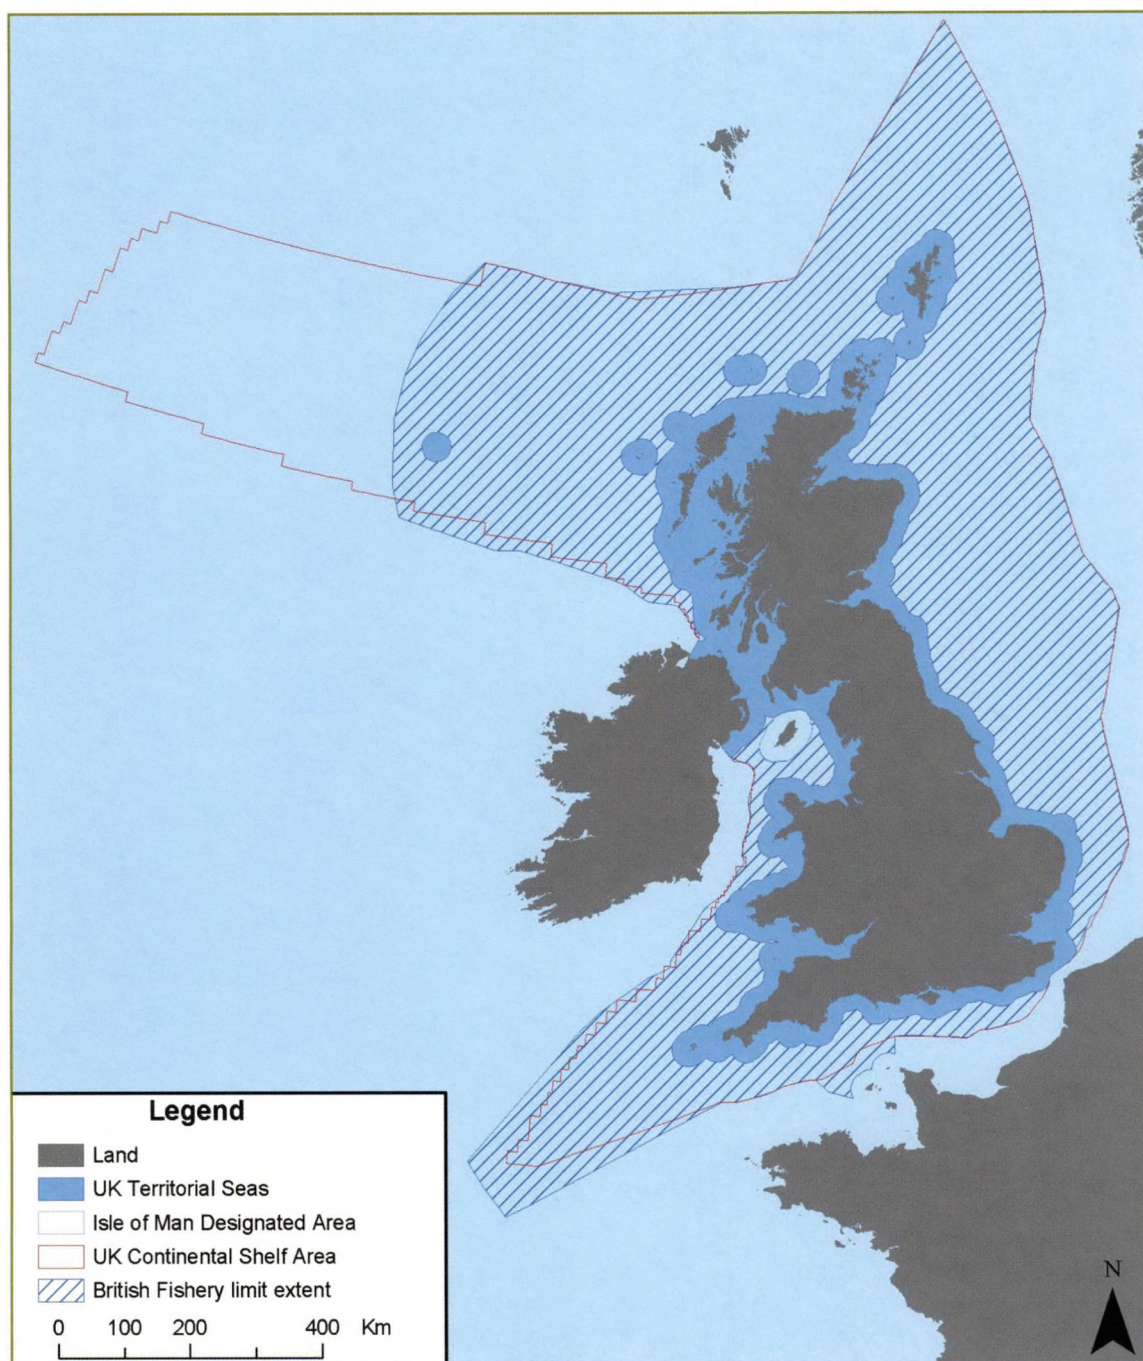 N
Legend
Land
UK Territorial Seas
Isle of Man Designated Area
UK Continental Shelf Area
British Fishery limit extent
0 100 200 400 Km